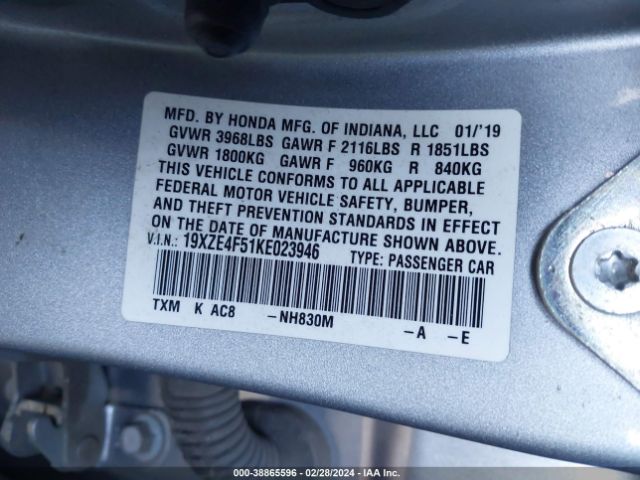 MFD. BY HONDA MFG. OF INDIANA, LLC 01/'19
GVWR 3968LBS GAWR F 2116LBS R 1851LBS
GVWR 1800KG GAWR F 960KG R 840KG
THIS VEHICLE CONFORMS TO ALL APPLICABLE
FEDERAL MOTOR VEHICLE SAFETY, BUMPER,
AND THEFT PREVENTION STANDARDS IN EFFECT
ON THE DATE OF MANUFACTURE SHOWN ABOVE.
V.I.N.: 19XZE4F51KE023946 TYPE: PASSENGER CAR
TXM K AC8 -NH830M -A -E
000-38865596 - 02/28/2024 - IAA Inc.